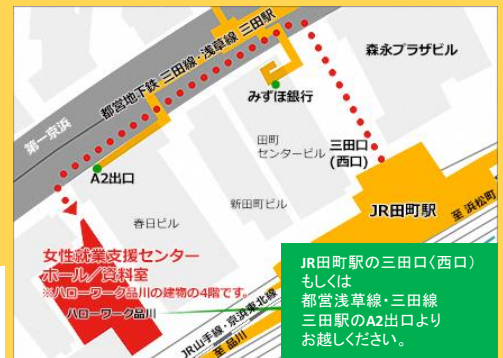 都営地下鉄 三田線・浅草線 三田駅
森永プラザビル
みずほ銀行
第一京浜
田町
センタービル
三田口
(西口)
A2出口
新田町ビル
春日ビル
JR田町駅
至 浜松町
女性就業支援センター
ホール/資料室
※ハローワーク品川の建物の4階です。
ハローワーク品川
JR山手線・京浜東北線
至 品川
JR田町駅の三田口(西口)
もしくは
都営浅草線・三田線
三田駅のA2出口より
お越しください。